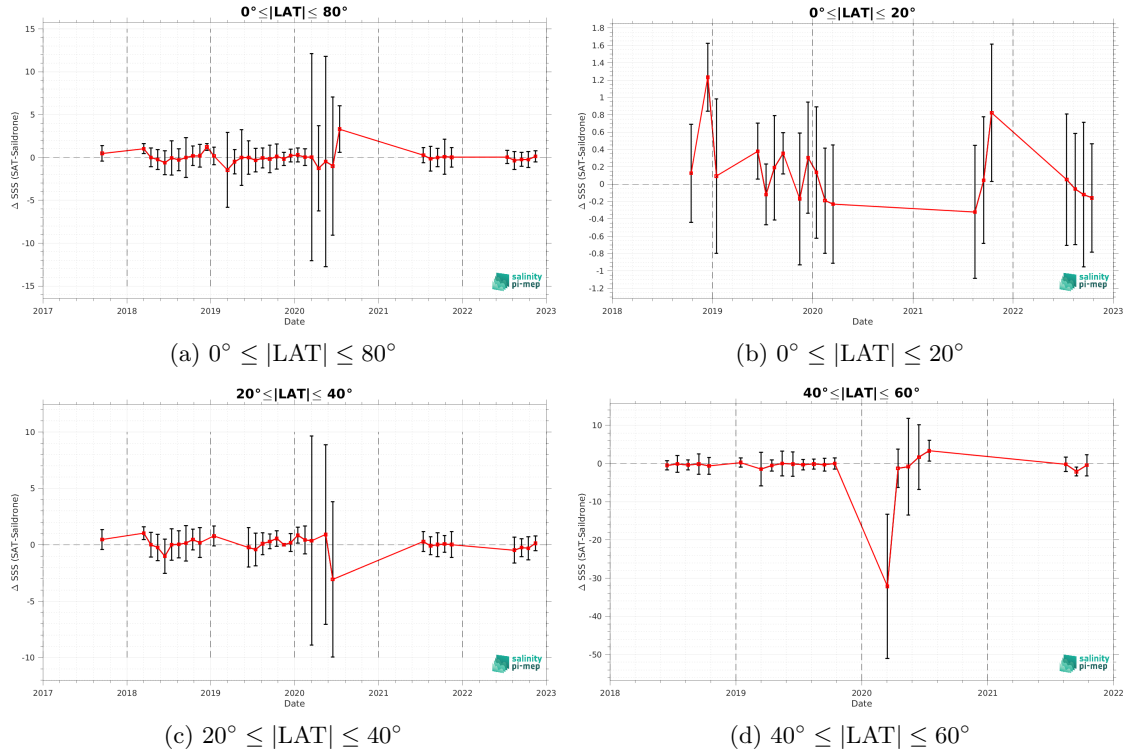 0°≤|LAT|≤ 80°
Δ SSS (SAT-Saildrone)
15
10
5
0
-5
-10
-15
2017 2018 2019 2020 2021 2022 2023
Date
salinity
pi-mep
(a) 0° ≤ |LAT| ≤ 80°
0°≤|LAT|≤ 20°
Δ SSS (SAT-Saildrone)
1.8
1.6
1.4
1.2
1
0.8
0.6
0.4
0.2
0
-0.2
-0.4
-0.6
-0.8
-1
-1.2
2018 2019 2020 2021 2022 2023
Date
salinity
pi-mep
(b) 0° ≤ |LAT| ≤ 20°
20°≤|LAT|≤ 40°
Δ SSS (SAT-Saildrone)
10
5
0
-5
-10
2017 2018 2019 2020 2021 2022 2023
Date
salinity
pi-mep
(c) 20° ≤ |LAT| ≤ 40°
40°≤|LAT|≤ 60°
Δ SSS (SAT-Saildrone)
10
0
-10
-20
-30
-40
-50
2018 2019 2020 2021 2022
Date
salinity
pi-mep
(d) 40° ≤ |LAT| ≤ 60°